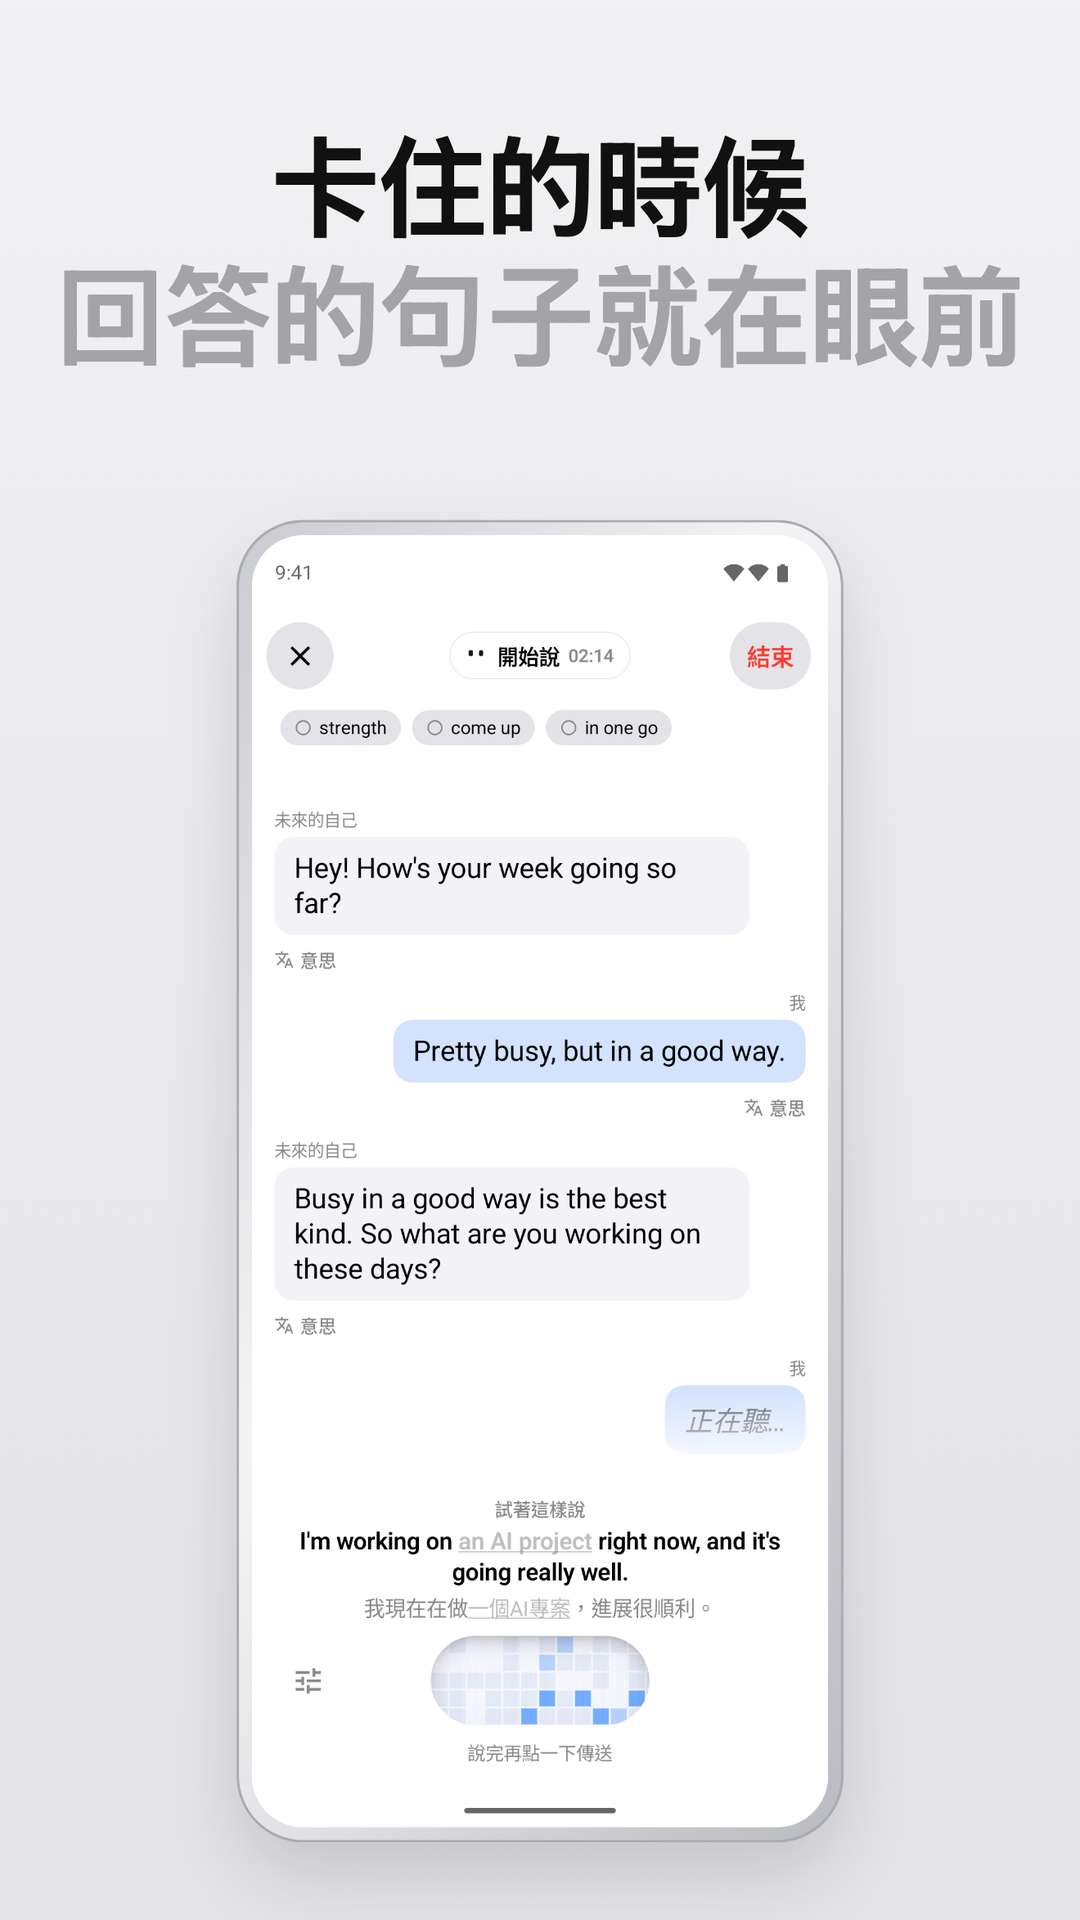 卡住的時候
回答的句子就在眼前
9:41
開始說 02:14
結束
strength
come up
in one go
未來的自己
Hey! How's your week going so
far?
意思
我
Pretty busy, but in a good way.
意思
未來的自己
Busy in a good way is the best
kind. So what are you working on
these days?
意思
我
正在聽...
試著這樣說
I'm working on an AI project right now, and it's
going really well.
我現在在做一個AI專案，進展很順利。
說完再點一下傳送